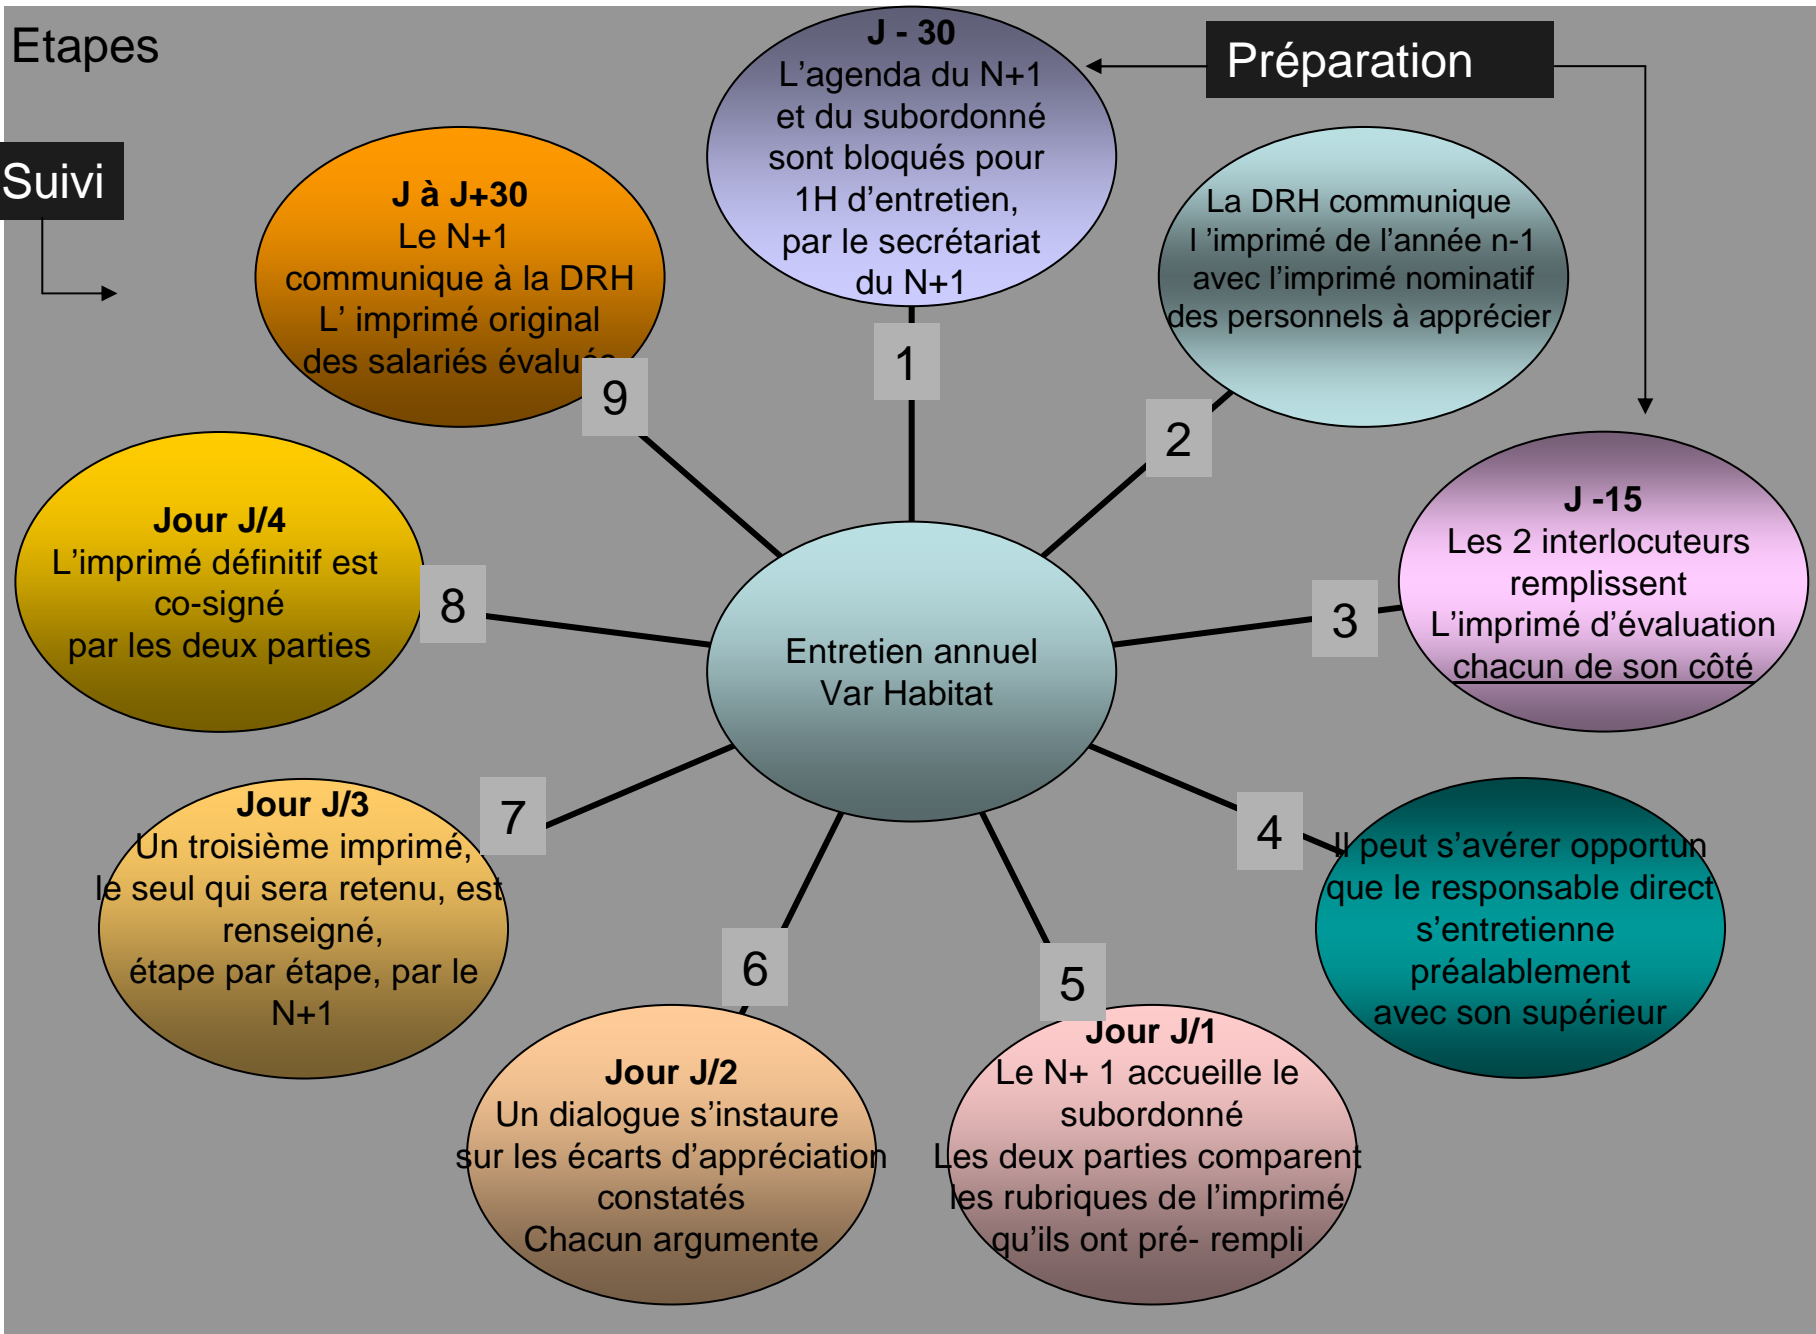 Etapes
Préparation
Suivi
J - 30
L’agenda du N+1
et du subordonné
sont bloqués pour
1H d’entretien,
par le secrétariat
du N+1
1
La DRH communique
l ’imprimé de l’année n-1
avec l’imprimé nominatif
des personnels à apprécier
2
J -15
Les 2 interlocuteurs
remplissent
L’imprimé d’évaluation
chacun de son côté
3
Il peut s’avérer opportun
que le responsable direct
s’entretienne
préalablement
avec son supérieur
4
Jour J/1
Le N+ 1 accueille le
subordonné
Les deux parties comparent
les rubriques de l’imprimé
qu’ils ont pré- rempli
5
Jour J/2
Un dialogue s’instaure
sur les écarts d’appréciation
constatés
Chacun argumente
6
Jour J/3
Un troisième imprimé,
le seul qui sera retenu, est
renseigné,
étape par étape, par le
N+1
7
Jour J/4
L’imprimé définitif est
co-signé
par les deux parties
8
J à J+30
Le N+1
communique à la DRH
L’ imprimé original
des salariés évalués
9
Entretien annuel
Var Habitat